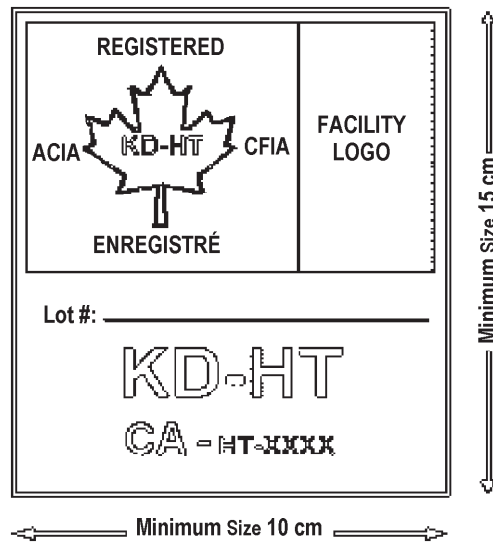 REGISTERED
ACIA KD-HT CFIA
ENREGISTRÉ
FACILITY
LOGO
Lot #:
KD-HT
CA - HT-XXXX
Minimum Size 15 cm
Minimum Size 10 cm